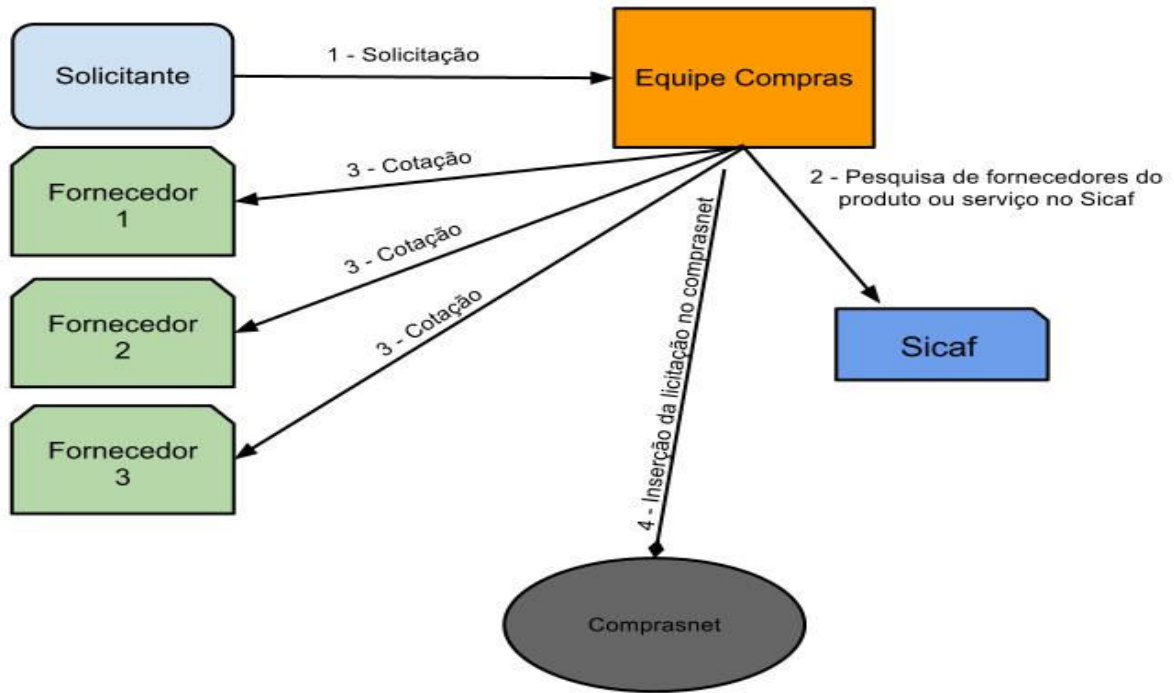 Solicitante
1 - Solicitação
Equipe Compras
Fornecedor
1
3 - Cotação
2 - Pesquisa de fornecedores do
produto ou serviço no Sicaf
Fornecedor
2
3 - Cotação
Sicaf
Fornecedor
3
3 - Cotação
4 - Inserção da licitação no comprasnet
Comprasnet